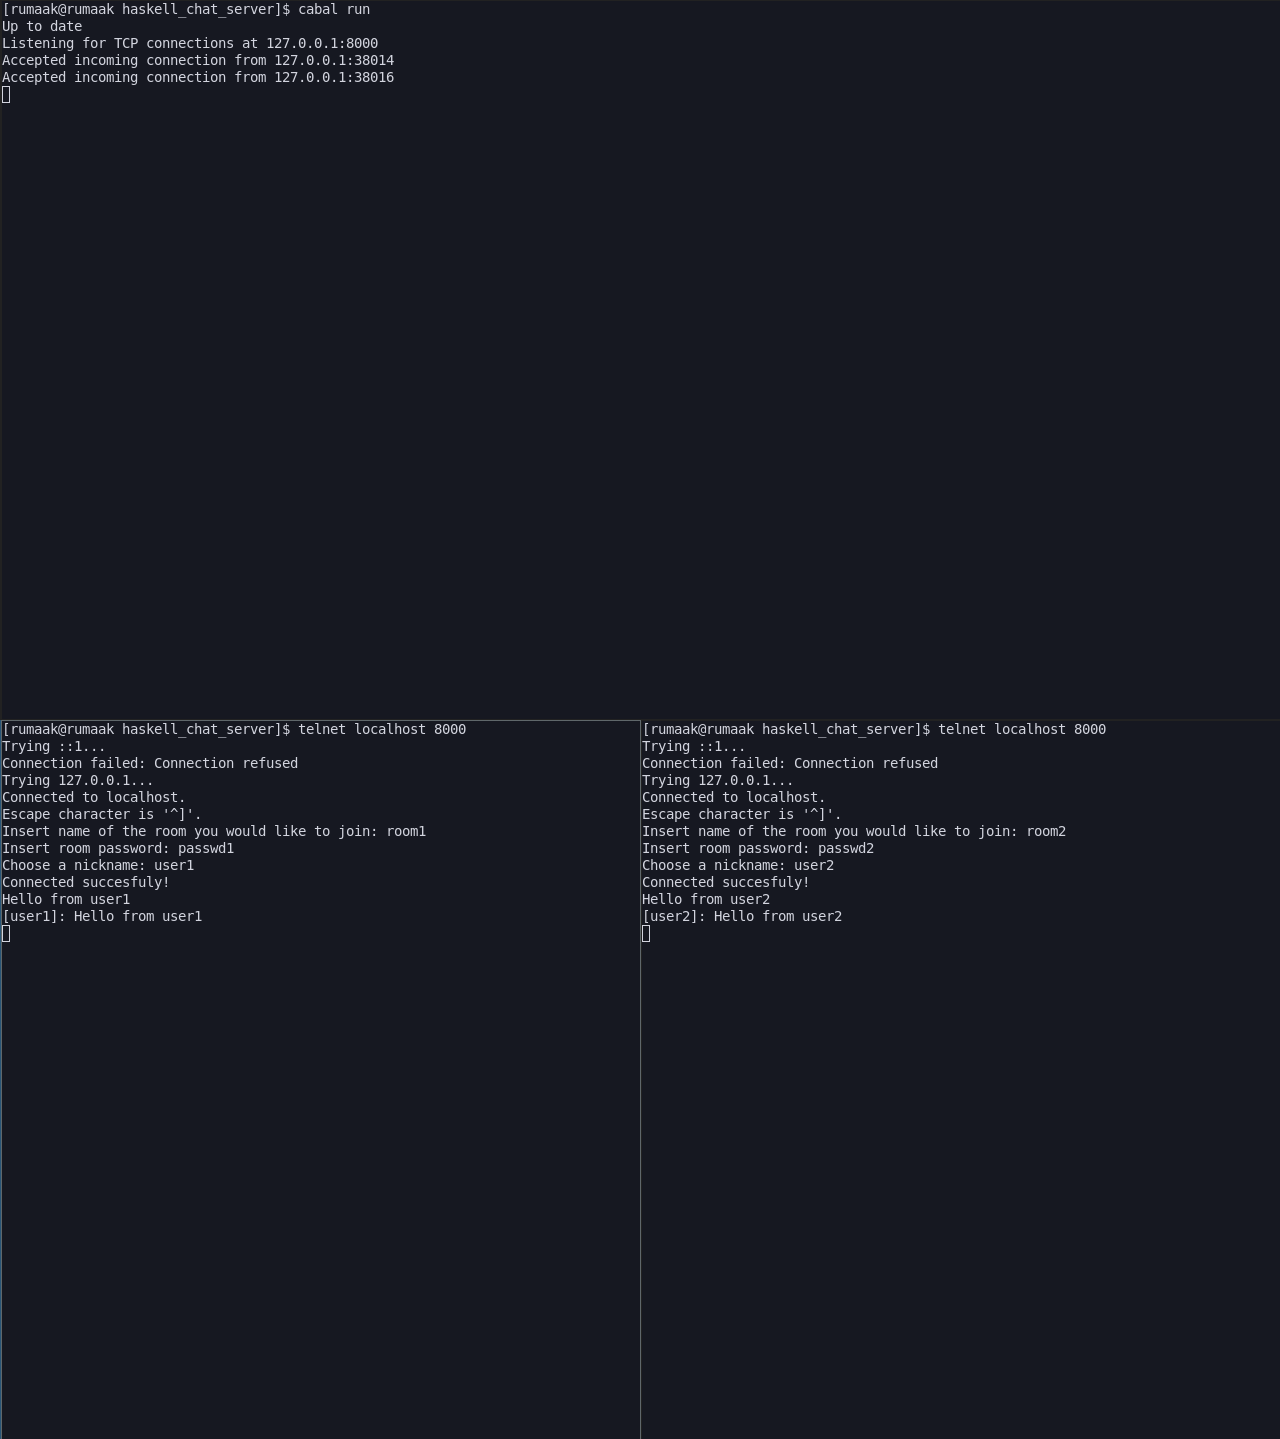 [rumaak@rumaak haskell_chat_server]$ cabal run
Up to date
Listening for TCP connections at 127.0.0.1:8000
Accepted incoming connection from 127.0.0.1:38014
Accepted incoming connection from 127.0.0.1:38016
[rumaak@rumaak haskell_chat_server]$ telnet localhost 8000
Trying ::1...
Connection failed: Connection refused
Trying 127.0.0.1...
Connected to localhost.
Escape character is '^]'.
Insert name of the room you would like to join: room1
Insert room password: passwd1
Choose a nickname: user1
Connected succesfuly!
Hello from user1
[user1]: Hello from user1
[rumaak@rumaak haskell_chat_server]$ telnet localhost 8000
Trying ::1...
Connection failed: Connection refused
Trying 127.0.0.1...
Connected to localhost.
Escape character is '^]'.
Insert name of the room you would like to join: room2
Insert room password: passwd2
Choose a nickname: user2
Connected succesfuly!
Hello from user2
[user2]: Hello from user2